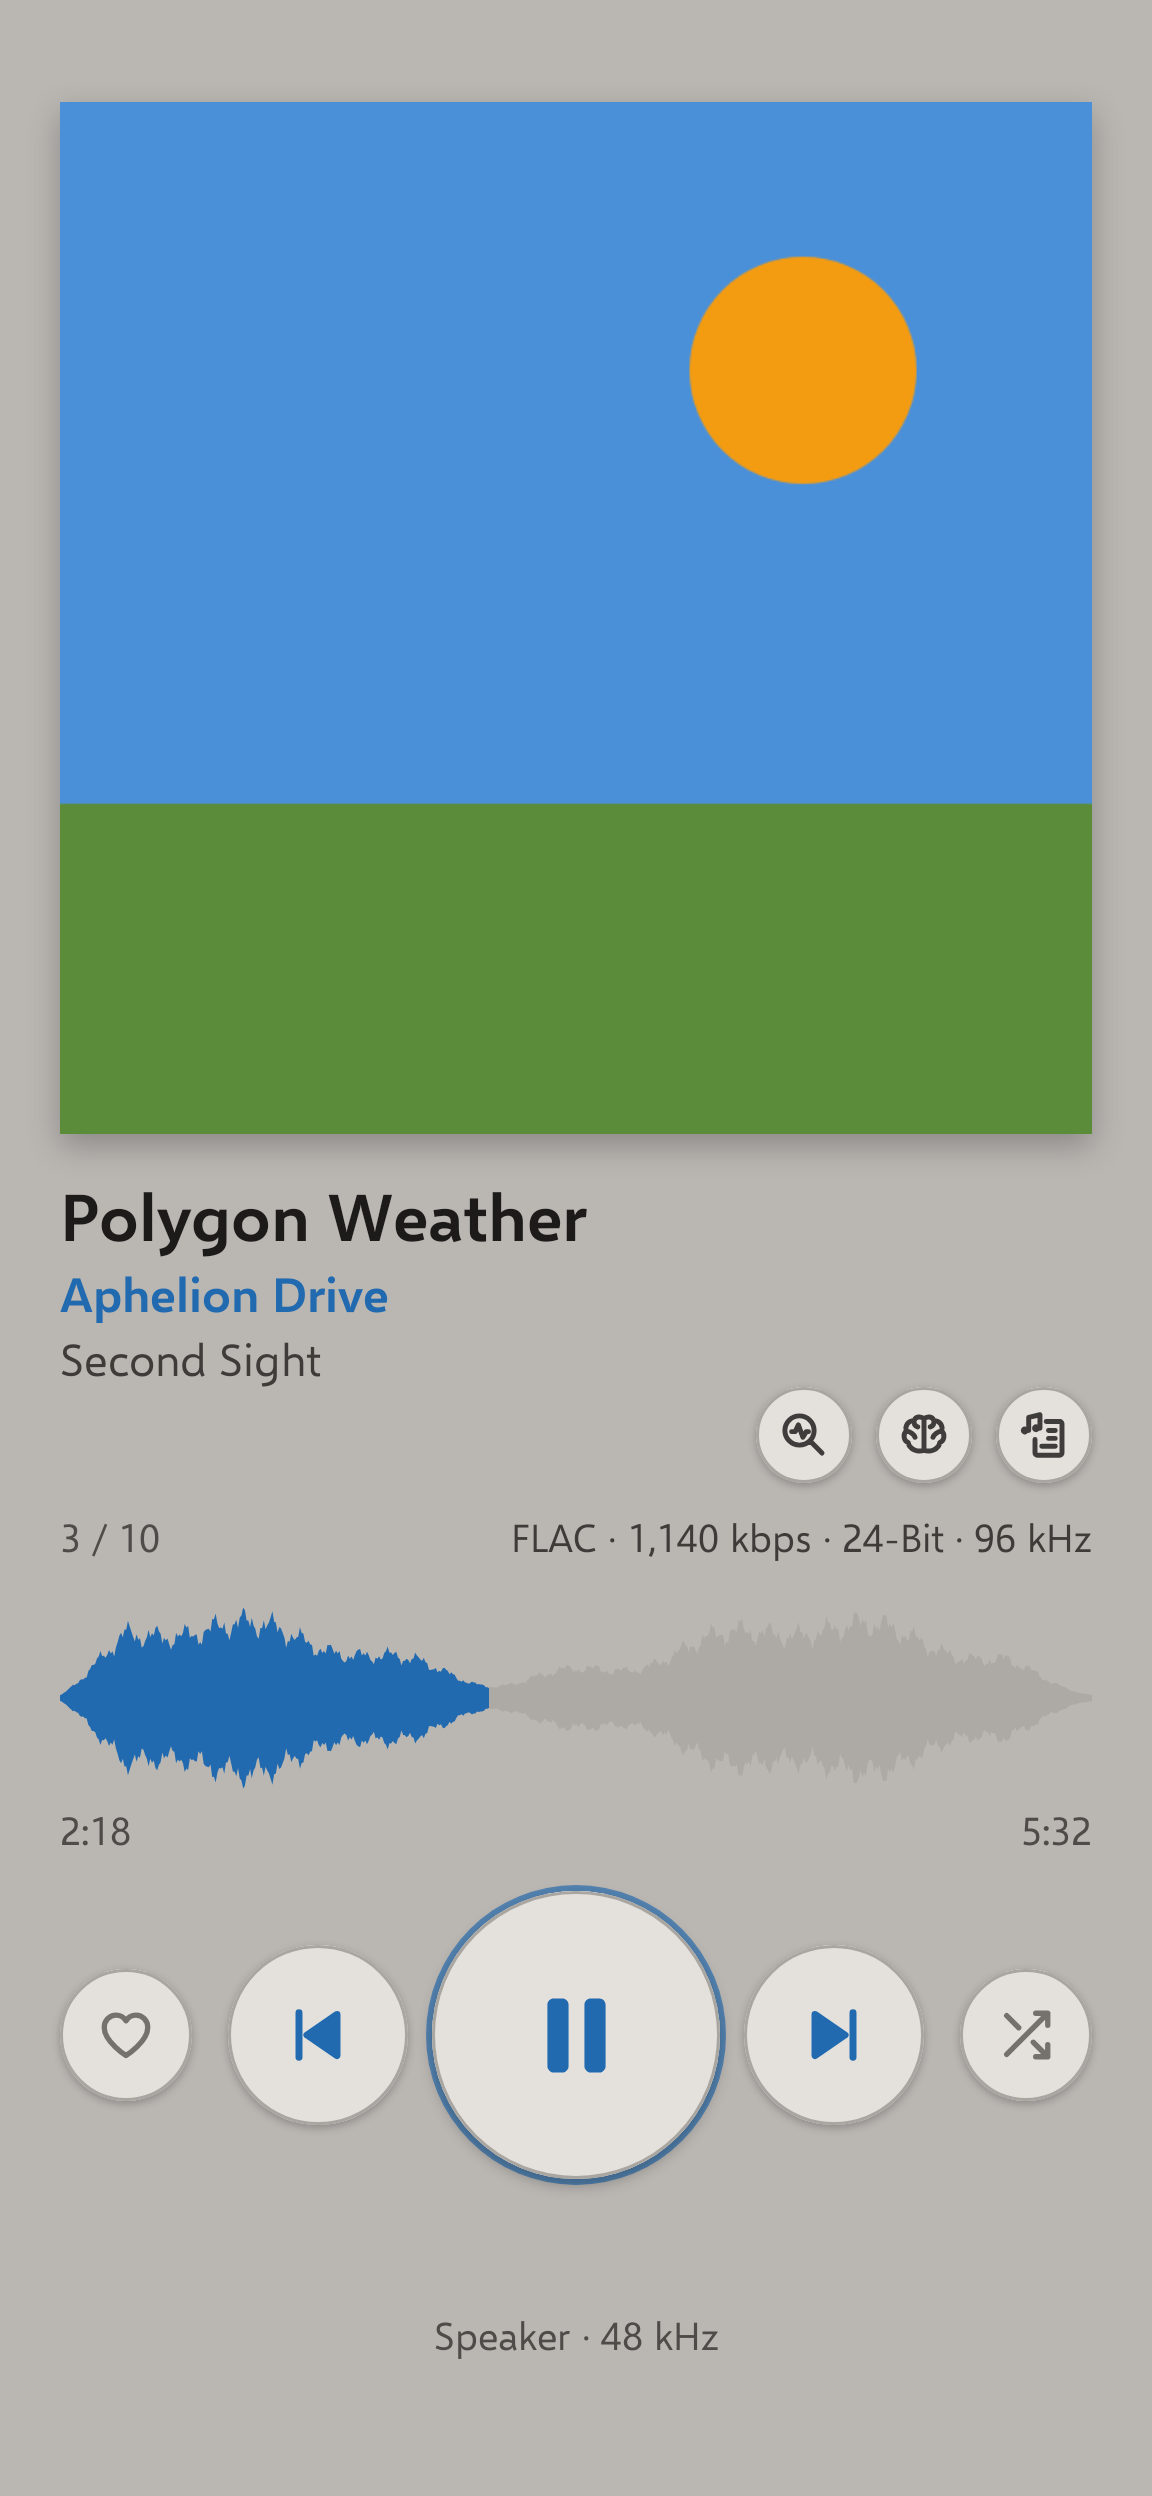 Polygon Weather
Aphelion Drive
Second Sight
3 / 10
FLAC · 1,140 kbps · 24-Bit · 96 kHz
2:18
5:32
Speaker · 48 kHz